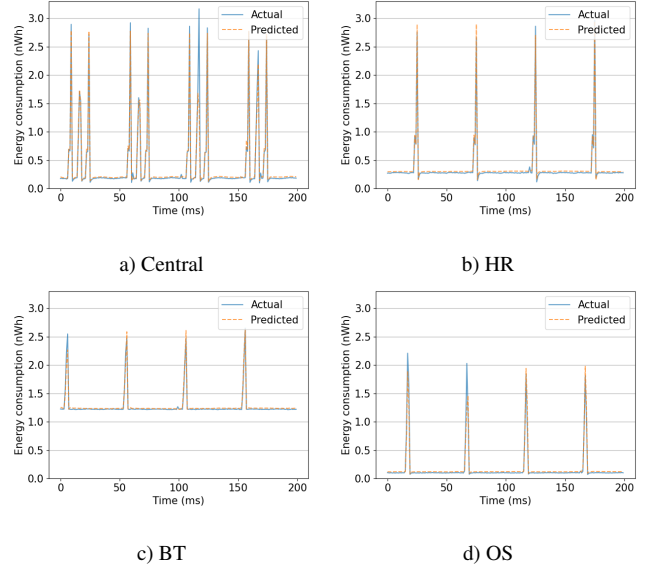 3.0
2.5
2.0
1.5
1.0
0.5
0.0
Energy consumption (nWh)
0 50 100 150 200
Time (ms)
Actual
Predicted
a) Central
3.0
2.5
2.0
1.5
1.0
0.5
0.0
Energy consumption (nWh)
0 50 100 150 200
Time (ms)
Actual
Predicted
b) HR
3.0
2.5
2.0
1.5
1.0
0.5
0.0
Energy consumption (nWh)
0 50 100 150 200
Time (ms)
Actual
Predicted
c) BT
3.0
2.5
2.0
1.5
1.0
0.5
0.0
Energy consumption (nWh)
0 50 100 150 200
Time (ms)
Actual
Predicted
d) OS